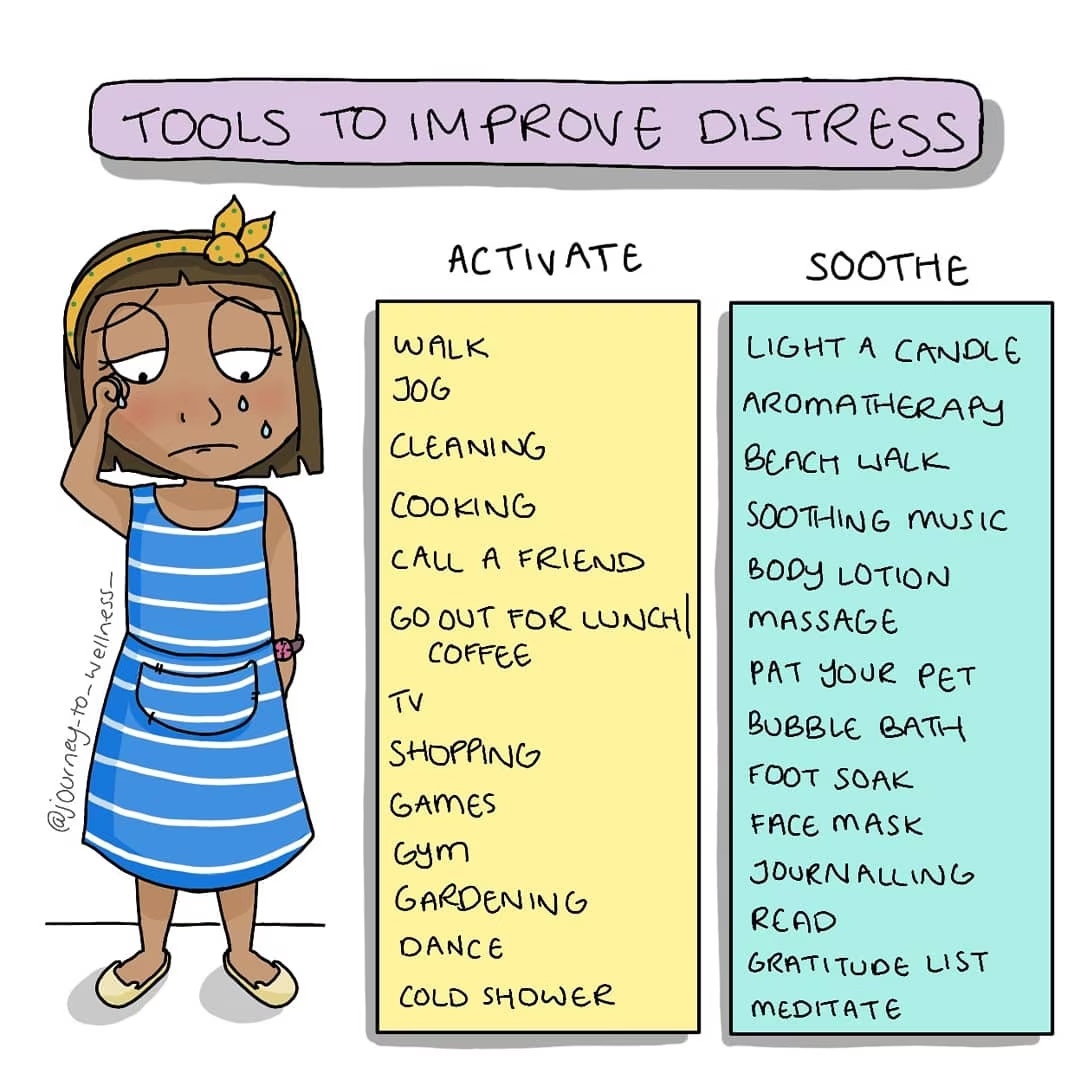 TOOLS TO IMPROVE DISTRESS
ACTIVATE
WALK
JOG
CLEANING
COOKING
CALL A FRIEND
GO OUT FOR LUNCH/
COFFEE
TV
SHOPPING
GAMES
GYM
GARDENING
DANCE
COLD SHOWER
SOOTHE
LIGHT A CANDLE
AROMATHERAPY
BEACH WALK
SOOTHING MUSIC
BODY LOTION
MASSAGE
PAT YOUR PET
BUBBLE BATH
FOOT SOAK
FACE MASK
JOURNALLING
READ
GRATITUDE LIST
MEDITATE
@journey-to-wellness_